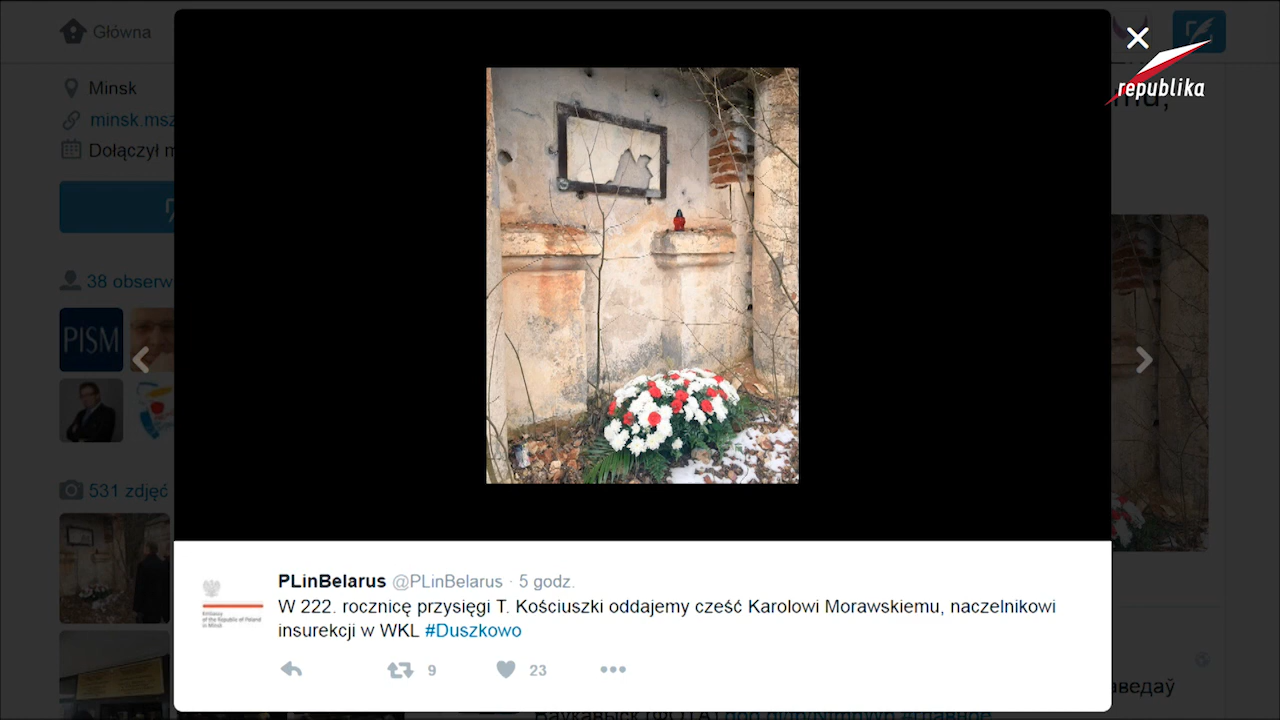 Główna
republika
Minsk
minsk.msz
Dołączył
38 obserw
PISM
531 zdjęć
PLinBelarus @PLinBelarus · 5 godz.
W 222. rocznicę przysięgi T. Kościuszki oddajemy cześć Karolowi Morawskiemu, naczelnikowi
insurekcji w WKL #Duszkowo
Embassy
of the Republic of Poland
in Minsk
9
23